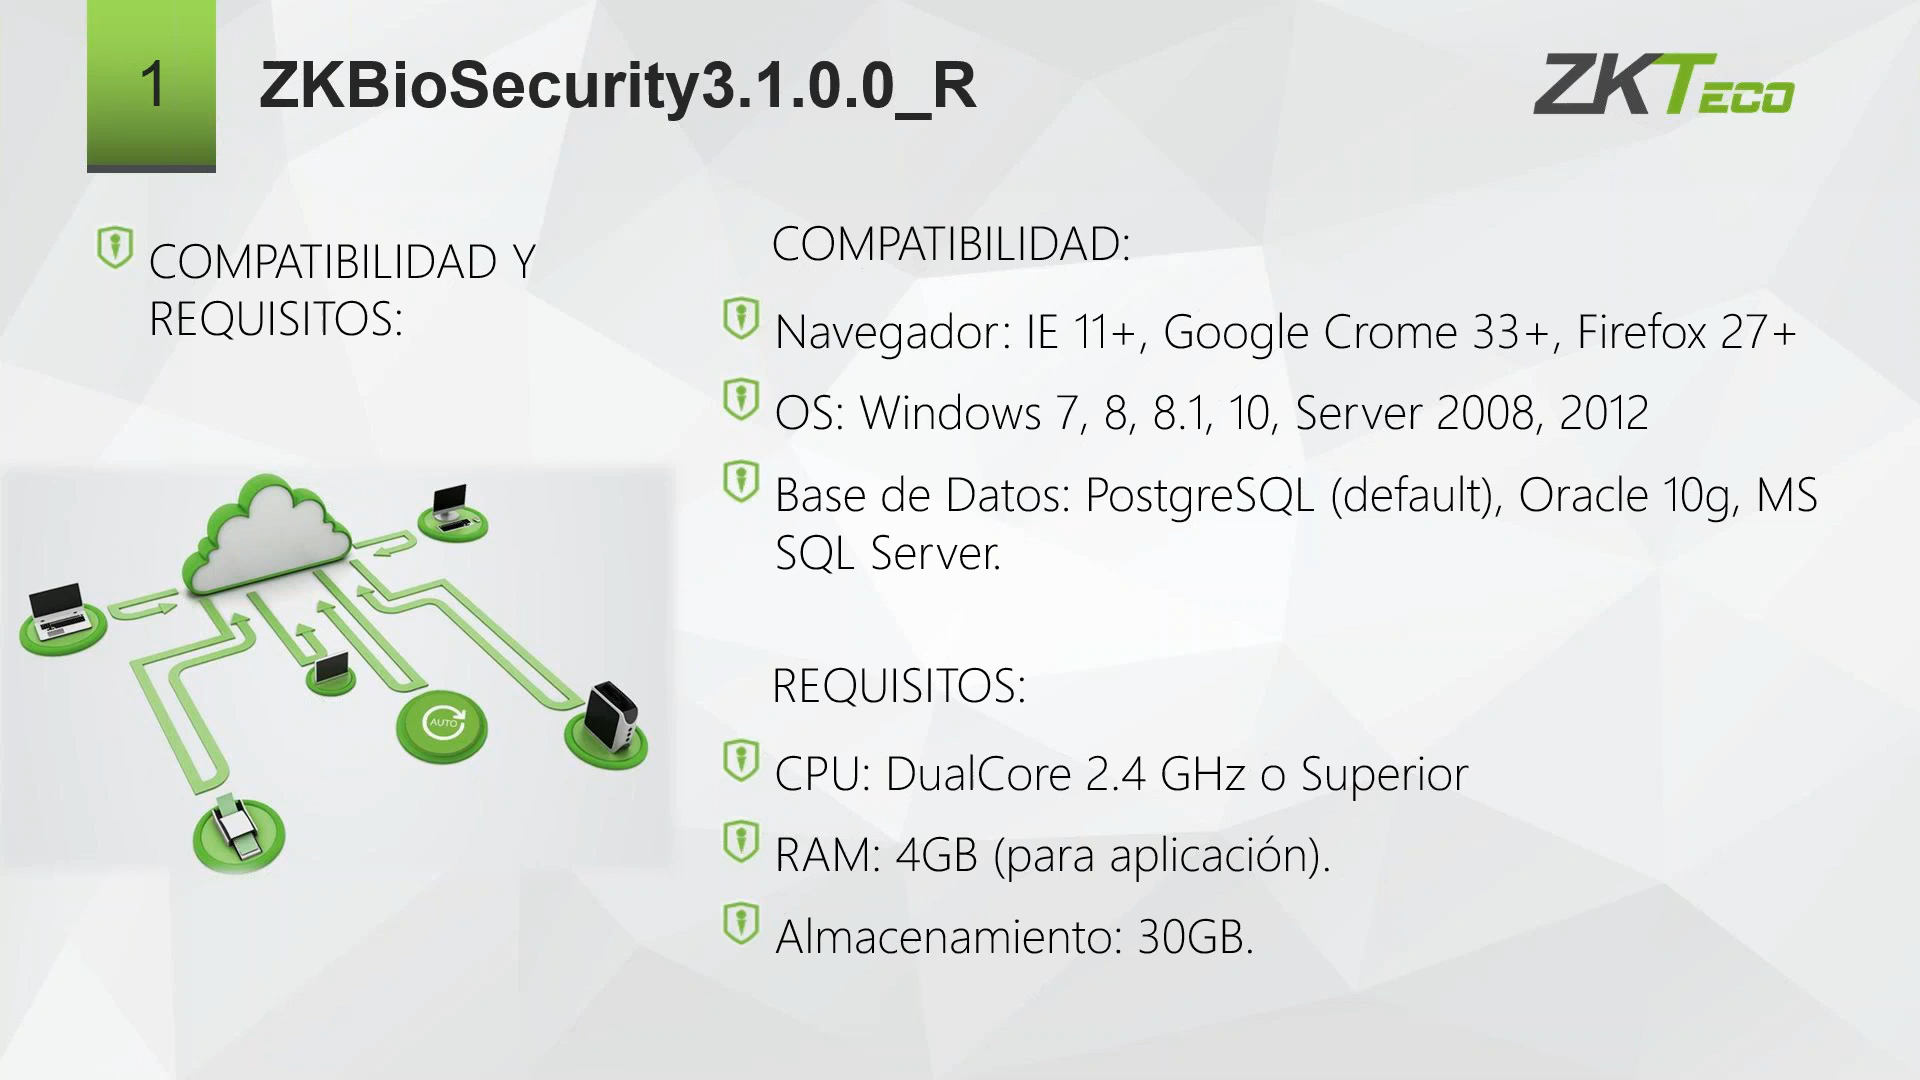 1
ZKBioSecurity3.1.0.0_R
ZKTECO
COMPATIBILIDAD Y
REQUISITOS:
AUTO
COMPATIBILIDAD:
Navegador: IE 11+, Google Crome 33+, Firefox 27+
OS: Windows 7, 8, 8.1, 10, Server 2008, 2012
Base de Datos: PostgreSQL (default), Oracle 10g, MS
SQL Server.
REQUISITOS:
CPU: DualCore 2.4 GHz o Superior
RAM: 4GB (para aplicación).
Almacenamiento: 30GB.